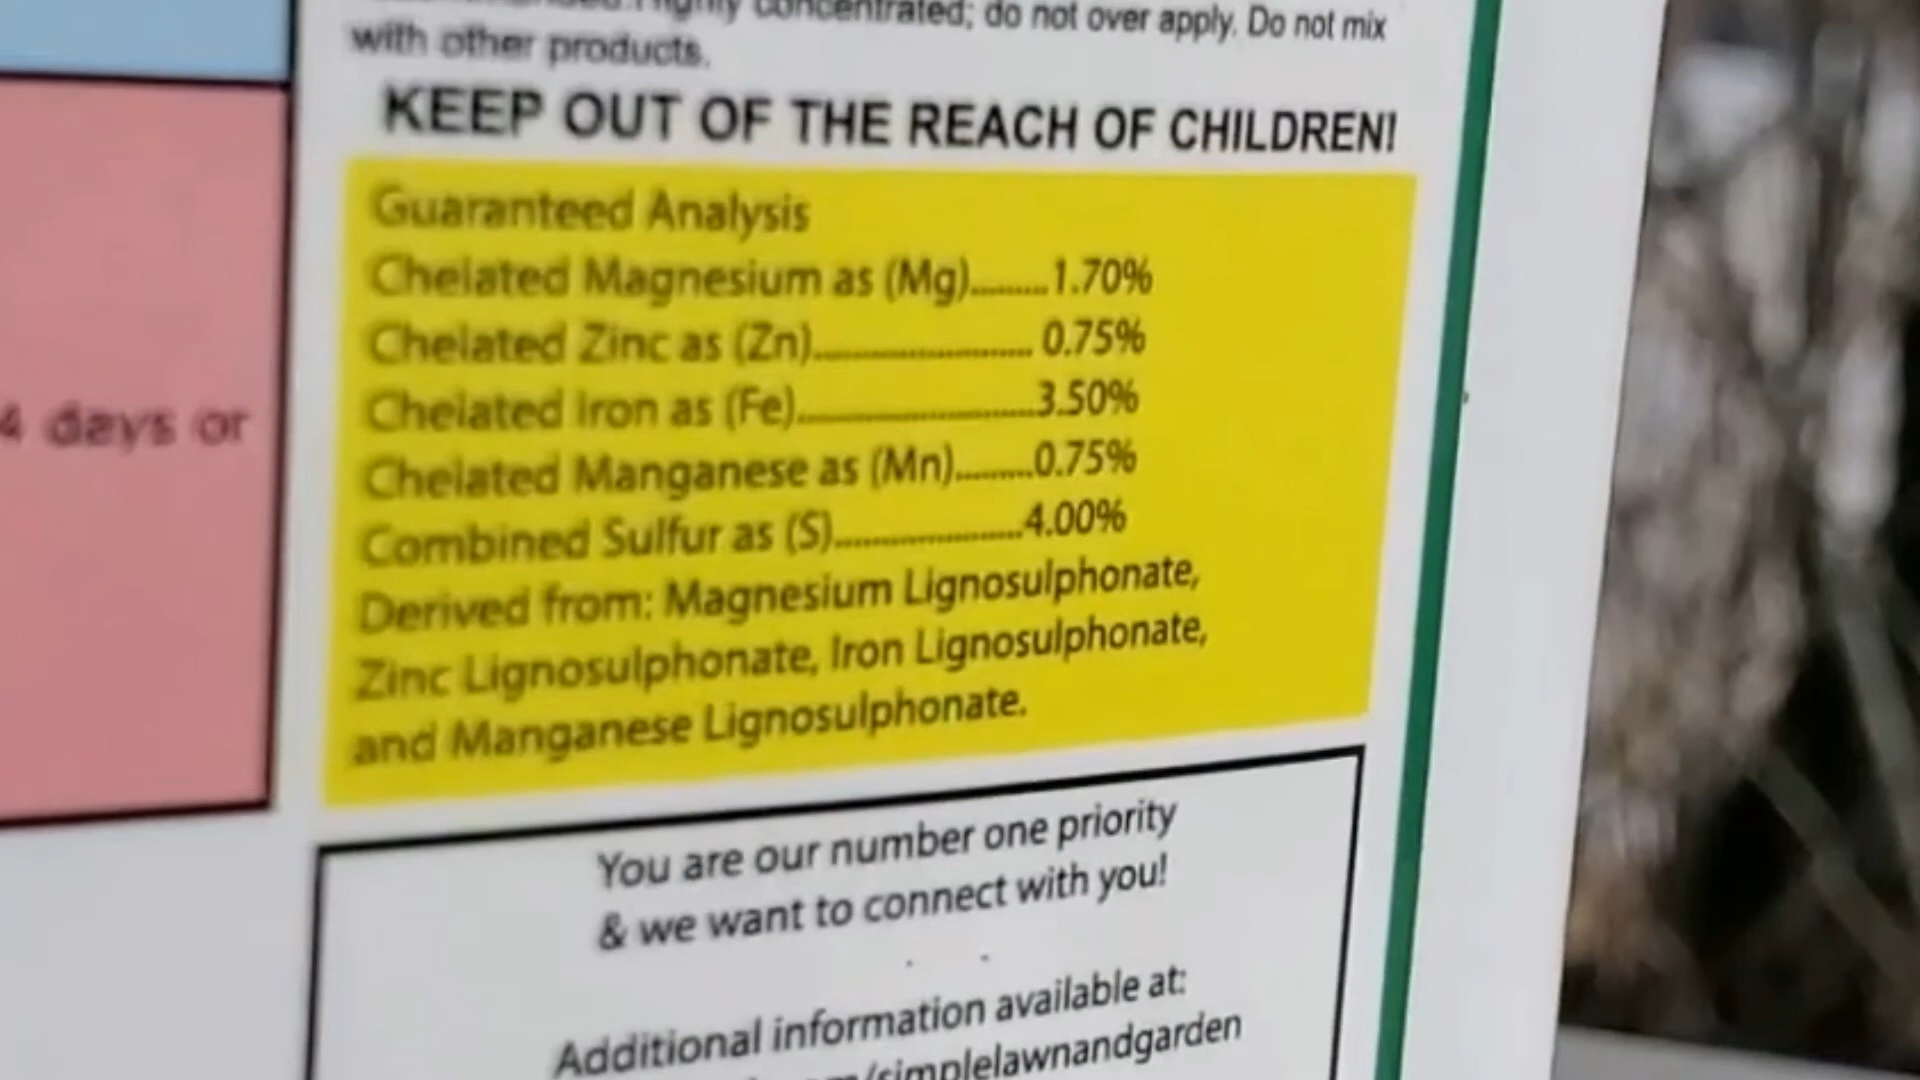 Highly concentrated; do not over apply. Do not mix
with other products.
KEEP OUT OF THE REACH OF CHILDREN!
Guaranteed Analysis
Chelated Magnesium as (Mg).........1.70%
Chelated Zinc as (Zn).......................... 0.75%
Chelated Iron as (Fe)............................3.50%
4 days or
Chelated Manganese as (Mn).........0.75%
Combined Sulfur as (S)......................4.00%
Derived from: Magnesium Lignosulphonate,
Zinc Lignosulphonate, Iron Lignosulphonate,
and Manganese Lignosulphonate.
You are our number one priority
& we want to connect with you!
Additional information available at:
/simplelawnandgarden